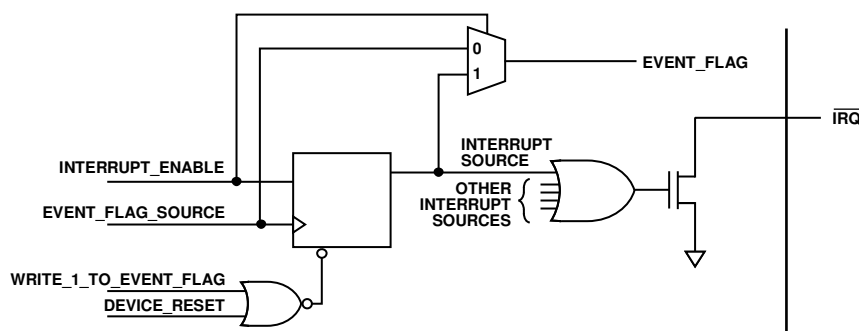 0
EVENT_FLAG
1
IRQ
INTERRUPT
SOURCE
INTERRUPT_ENABLE
OTHER
INTERRUPT
SOURCES
EVENT_FLAG_SOURCE
WRITE_1_TO_EVENT_FLAG
DEVICE_RESET